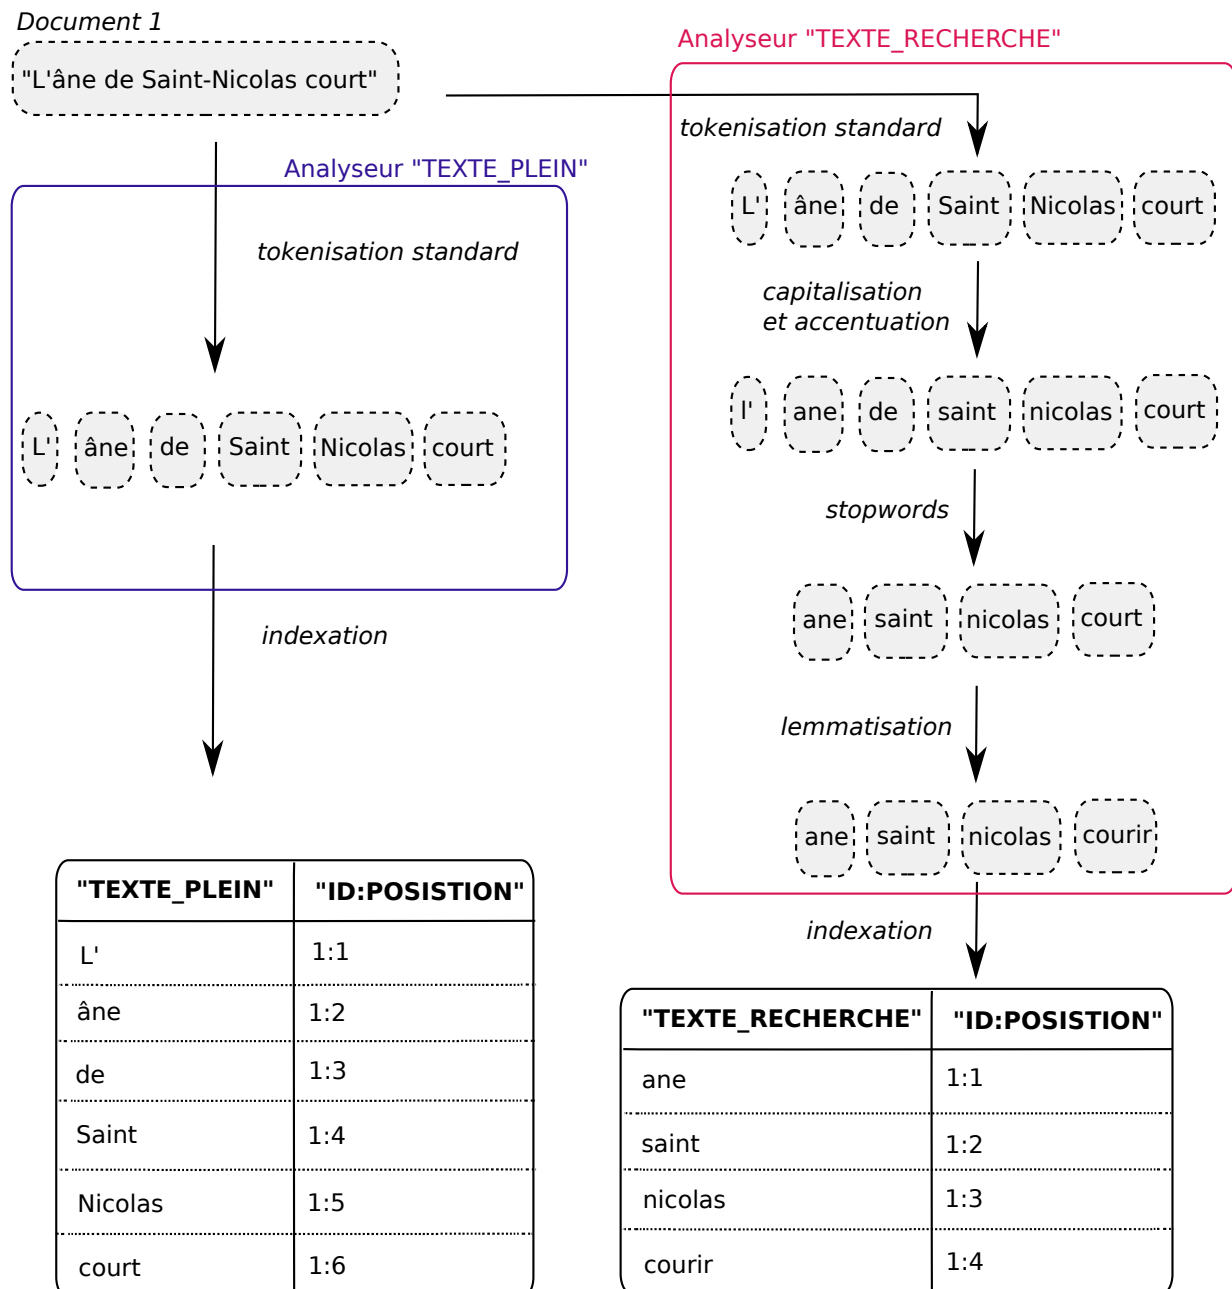 Document 1
"L'âne de Saint-Nicolas court"
Analyseur "TEXTE_PLEIN"
tokenisation standard
L' âne de Saint Nicolas court
indexation
"TEXTE_PLEIN" "ID:POSISTION"
L' 1:1
âne 1:2
de 1:3
Saint 1:4
Nicolas 1:5
court 1:6
Analyseur "TEXTE_RECHERCHE"
tokenisation standard
L' âne de Saint Nicolas court
capitalisation
et accentuation
l' ane de saint nicolas court
stopwords
ane saint nicolas court
lemmatisation
ane saint nicolas courir
indexation
"TEXTE_RECHERCHE" "ID:POSISTION"
ane 1:1
saint 1:2
nicolas 1:3
courir 1:4